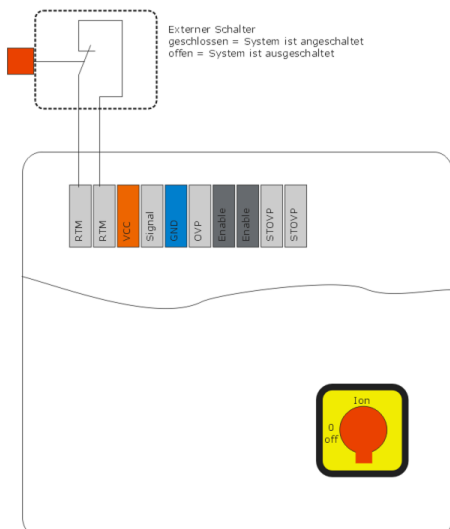 Externer Schalter
geschlossen = System ist angeschaltet
offen = System ist ausgeschaltet
RTM
RTM
VCC
Signal
GND
OVP
Enable
Enable
STOVP
STOVP
Ion
0
off